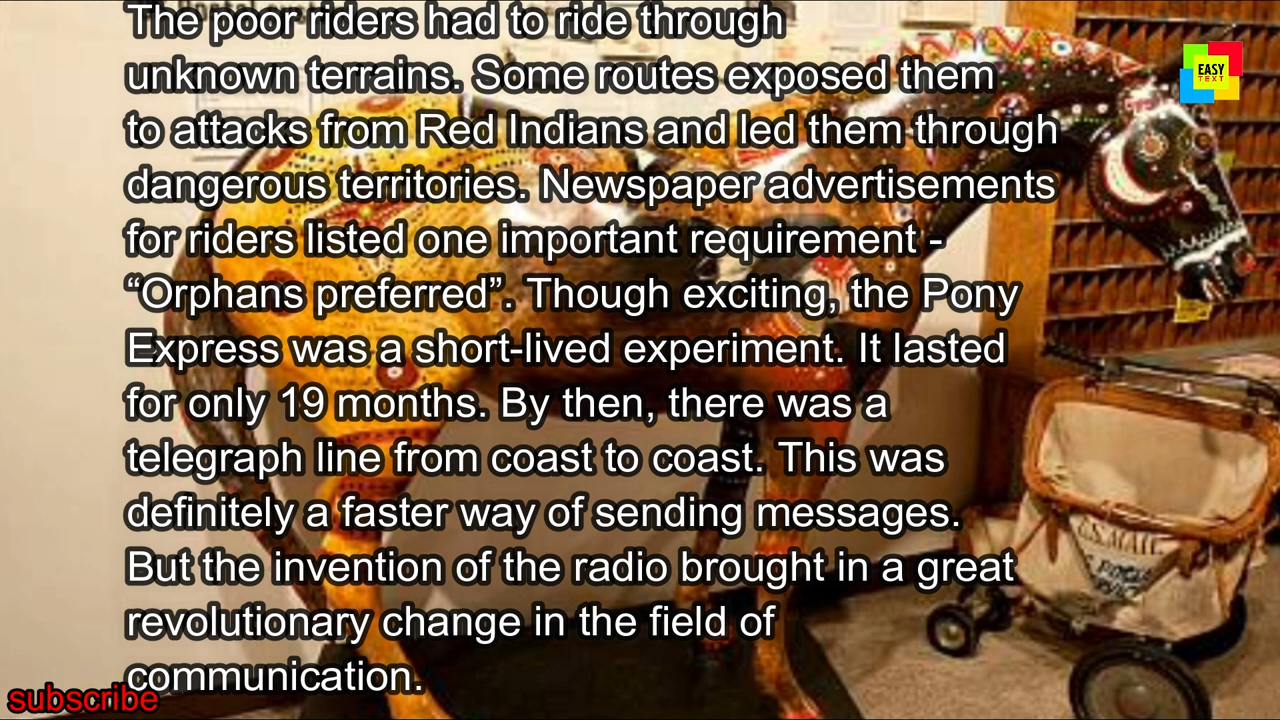 The poor riders had to ride through
unknown terrains. Some routes exposed them
to attacks from Red Indians and led them through
dangerous territories. Newspaper advertisements
for riders listed one important requirement -
“Orphans preferred”. Though exciting, the Pony
Express was a short-lived experiment. It lasted
for only 19 months. By then, there was a
telegraph line from coast to coast. This was
definitely a faster way of sending messages.
But the invention of the radio brought in a great
revolutionary change in the field of
communication.
EASY
TEXT
U.S. MAIL
subscribe